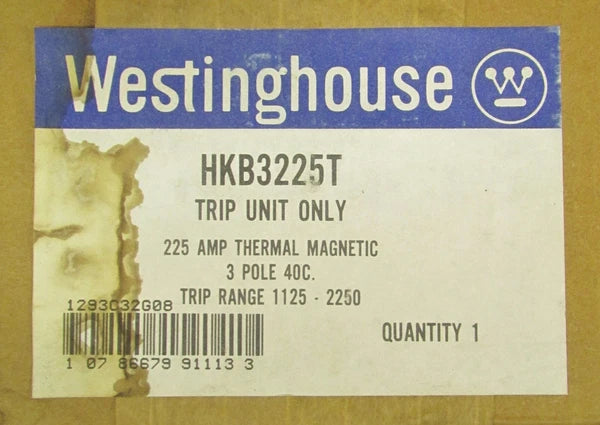 Westinghouse W
HKB3225T
TRIP UNIT ONLY
225 AMP THERMAL MAGNETIC
3 POLE 40C.
TRIP RANGE 1125 - 2250
1293C32G08
QUANTITY 1
1 07 86679 91113 3